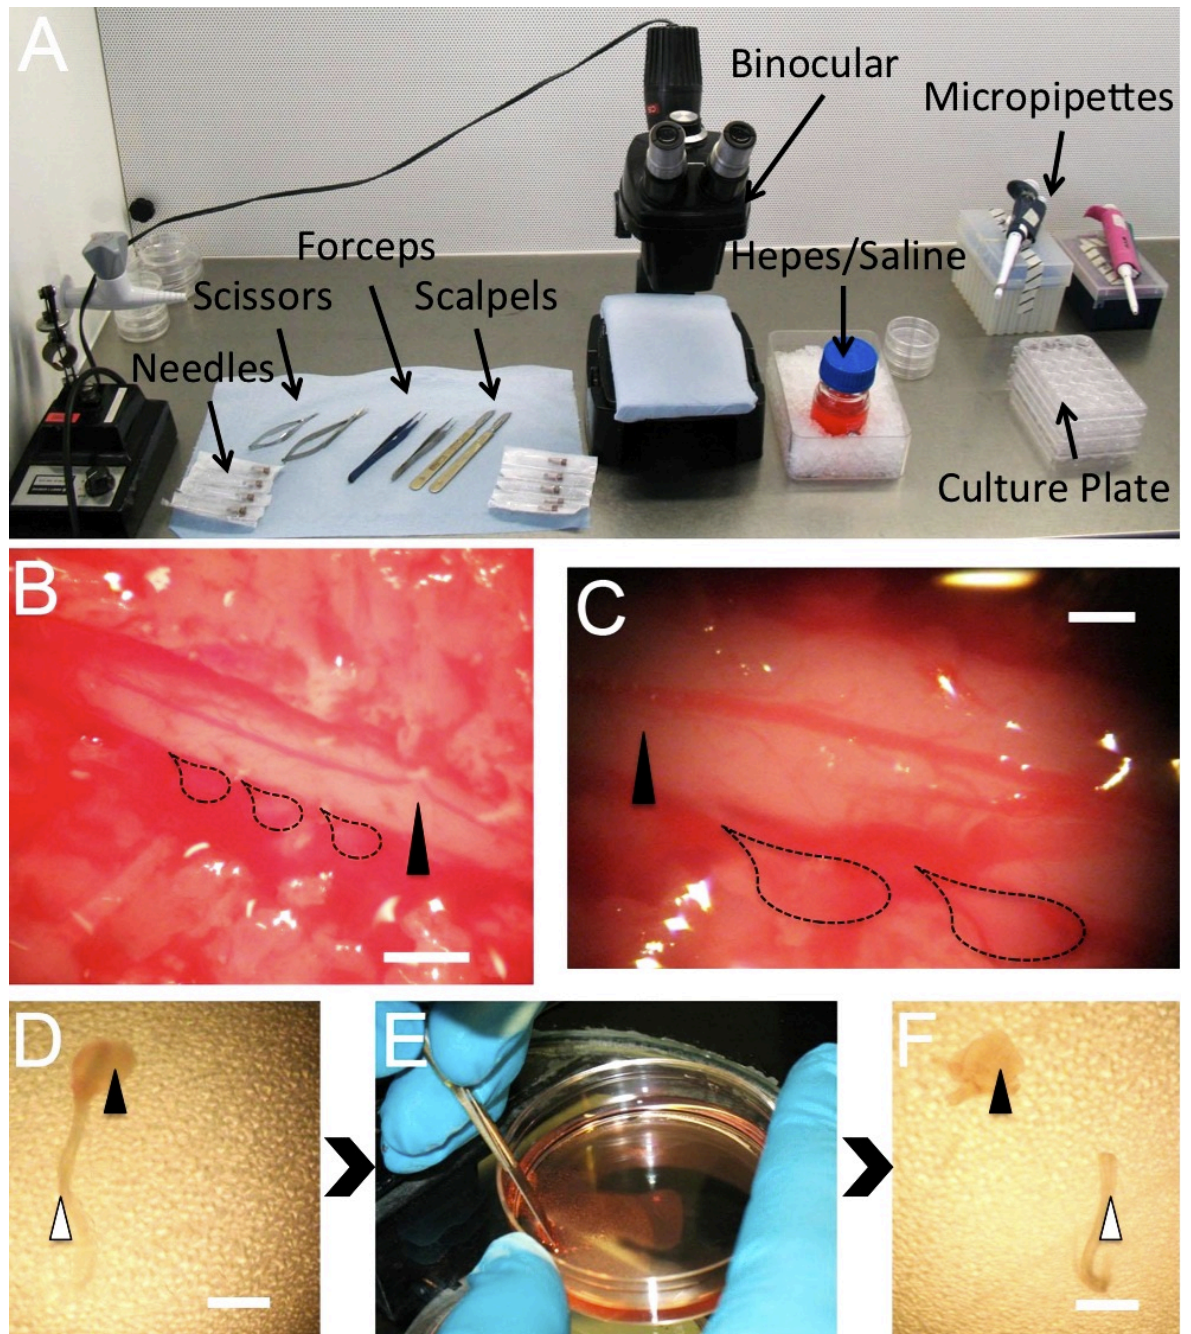 A
Binocular
Micropipettes
Forceps
Hepes/Saline
Scissors
Scalpels
Needles
Culture Plate
B
C
D
E
F